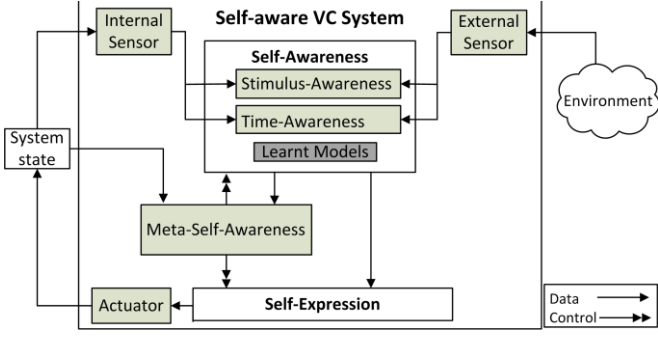 Self-aware VC System
Internal
Sensor
External
Sensor
Self-Awareness
Stimulus-Awareness
Time-Awareness
Learnt Models
Environment
System
state
Meta-Self-Awareness
Actuator
Self-Expression
Data
Control